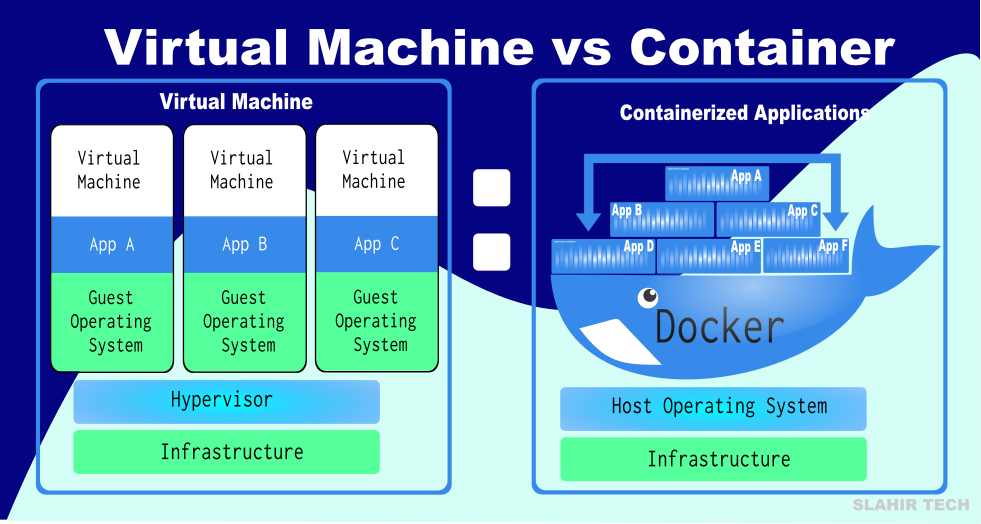 Virtual Machine vs Container
Virtual Machine
Virtual
Machine
App A
Guest
Operating
System
Virtual
Machine
App B
Guest
Operating
System
Virtual
Machine
App C
Guest
Operating
System
Hypervisor
Infrastructure
Containerized Applications
App A
App B
App C
App D
App E
App F
Docker
Host Operating System
Infrastructure
SLAHIR TECH